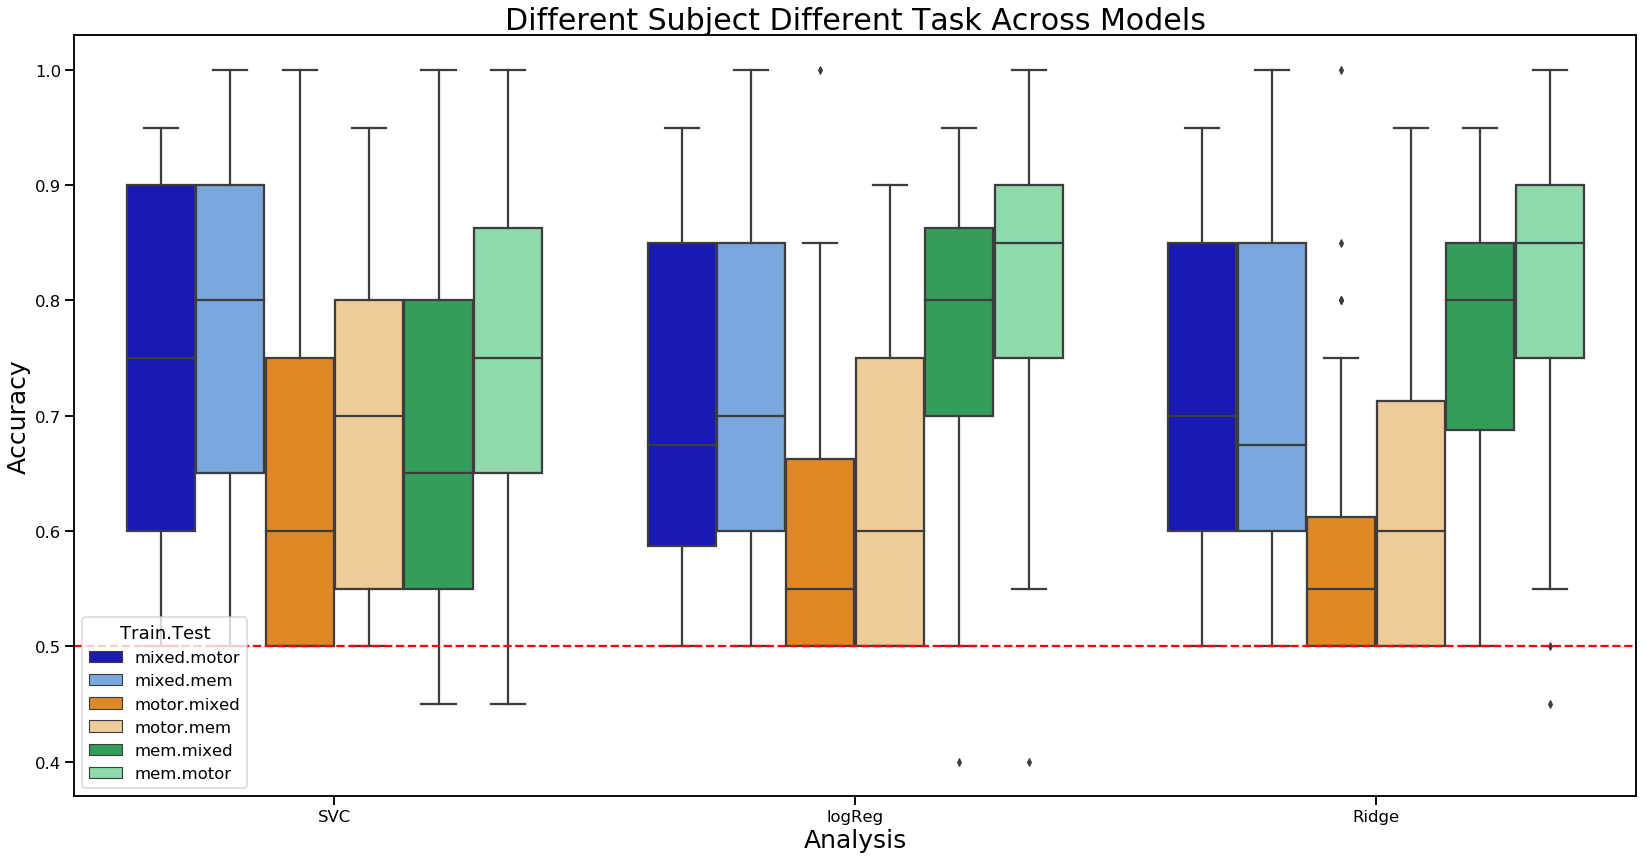 Different Subject Different Task Across Models
Accuracy
1.0
0.9
0.8
0.7
0.6
0.5
0.4
Train.Test
mixed.motor
mixed.mem
motor.mixed
motor.mem
mem.mixed
mem.motor
SVC logReg Ridge
Analysis